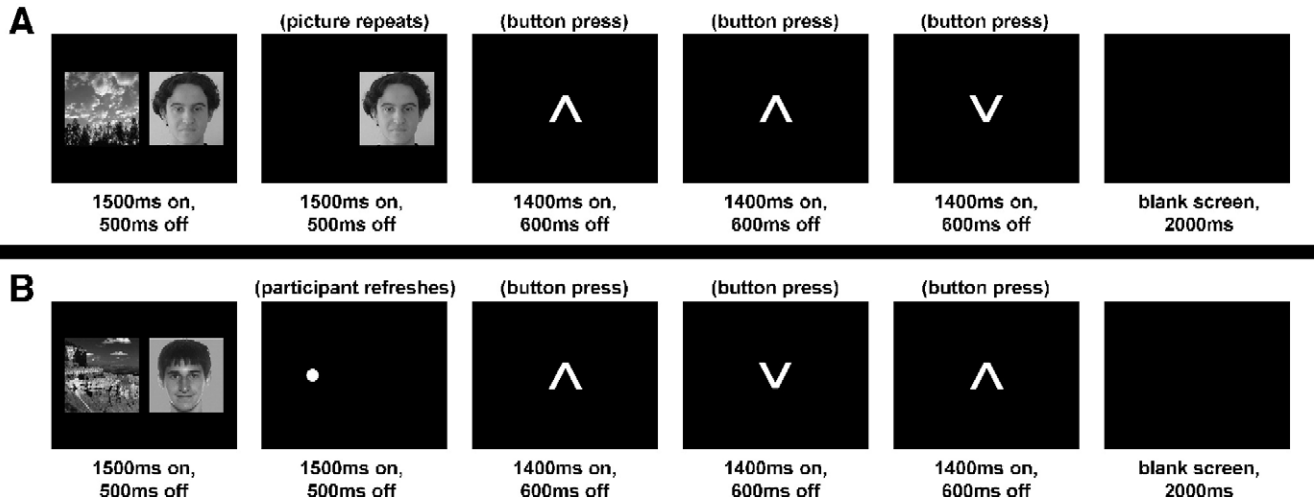 A
(picture repeats) (button press) (button press) (button press)
1500ms on, 1500ms on, 1400ms on, 1400ms on, 1400ms on, blank screen,
500ms off 500ms off 600ms off 600ms off 600ms off 2000ms
B
(participant refreshes) (button press) (button press) (button press)
1500ms on, 1500ms on, 1400ms on, 1400ms on, 1400ms on, blank screen,
500ms off 500ms off 600ms off 600ms off 600ms off 2000ms